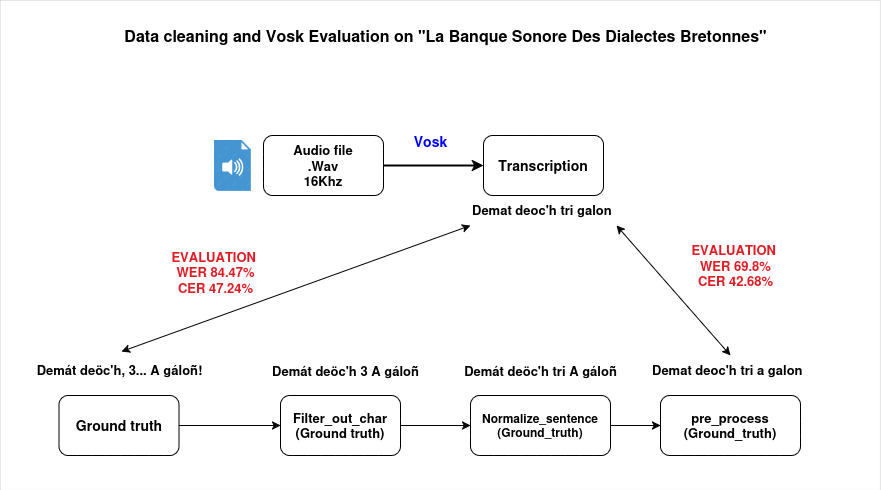 Data cleaning and Vosk Evaluation on "La Banque Sonore Des Dialectes Bretonnes"
Audio file
.Wav
16Khz
Vosk
Transcription
Demat deoc'h tri galon
EVALUATION
WER 84.47%
CER 47.24%
EVALUATION
WER 69.8%
CER 42.68%
Demát deöc'h, 3... A gáloñ!
Demát deöc'h 3 A gáloñ
Demát deöc'h tri A gáloñ
Demat deoc'h tri a galon
Ground truth
Filter_out_char
(Ground truth)
Normalize_sentence
(Ground_truth)
pre_process
(Ground_truth)